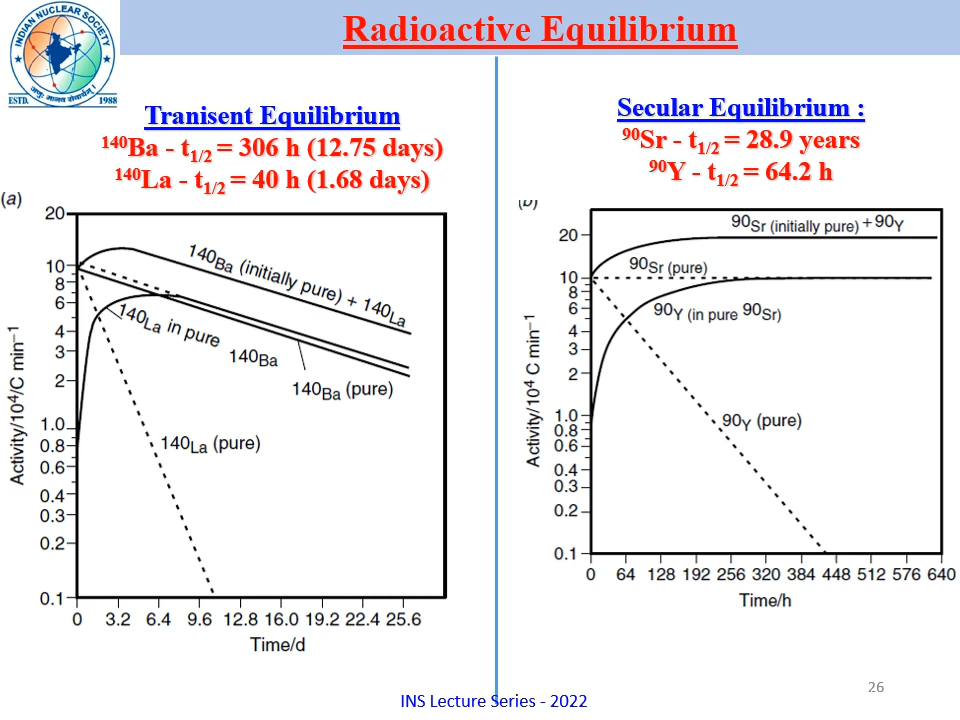 Radioactive Equilibrium
INDIAN NUCLEAR SOCIETY
ESTD. 1988
Tranisent Equilibrium
¹⁴⁰Ba - t₁/₂ = 306 h (12.75 days)
¹⁴⁰La - t₁/₂ = 40 h (1.68 days)
(a)
20
10
8
6
4
3
2
1.0
0.8
0.6
0.4
0.3
0.2
0.1
Activity/10⁴/C min⁻¹
140Ba (initially pure) + 140La
140La in pure
140Ba
140Ba (pure)
140La (pure)
0 3.2 6.4 9.6 12.8 16.0 19.2 22.4 25.6
Time/d
Secular Equilibrium :
⁹⁰Sr - t₁/₂ = 28.9 years
⁹⁰Y - t₁/₂ = 64.2 h
(b)
20
10
8
6
4
3
2
1.0
0.8
0.6
0.4
0.3
0.2
0.1
Activity/10⁴ C min⁻¹
90Sr (initially pure) + 90Y
90Sr (pure)
90Y (in pure 90Sr)
90Y (pure)
0 64 128 192 256 320 384 448 512 576 640
Time/h
INS Lecture Series - 2022
26